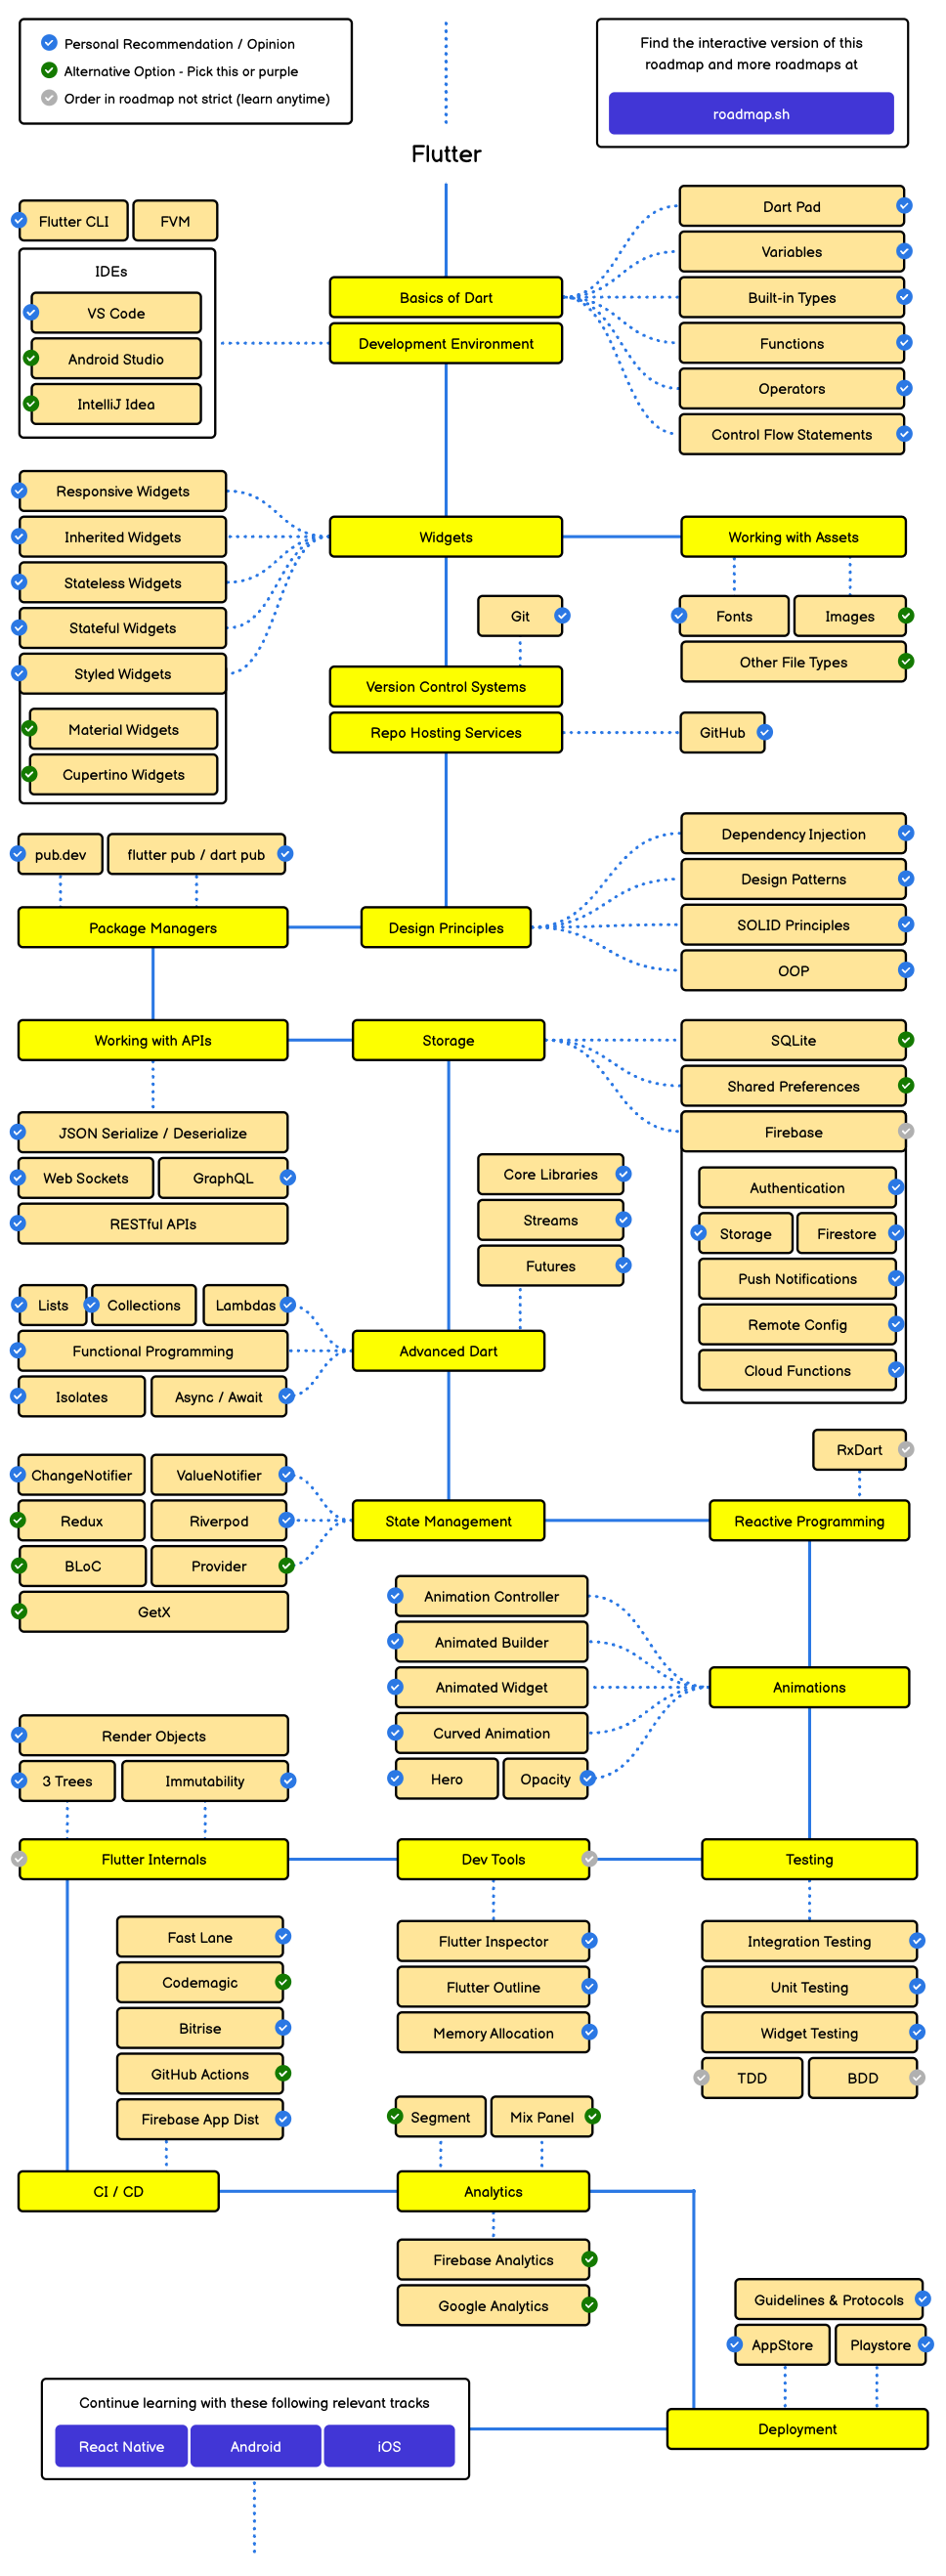 Personal Recommendation / Opinion
Alternative Option - Pick this or purple
Order in roadmap not strict (learn anytime)
Find the interactive version of this
roadmap and more roadmaps at
roadmap.sh
Flutter
Flutter CLI
FVM
IDEs
VS Code
Android Studio
IntelliJ Idea
Basics of Dart
Development Environment
Dart Pad
Variables
Built-in Types
Functions
Operators
Control Flow Statements
Responsive Widgets
Inherited Widgets
Stateless Widgets
Stateful Widgets
Styled Widgets
Material Widgets
Cupertino Widgets
Widgets
Working with Assets
Fonts
Images
Other File Types
Git
Version Control Systems
Repo Hosting Services
GitHub
pub.dev
flutter pub / dart pub
Package Managers
Design Principles
Dependency Injection
Design Patterns
SOLID Principles
OOP
Working with APIs
Storage
SQLite
Shared Preferences
Firebase
Authentication
Storage
Firestore
Push Notifications
Remote Config
Cloud Functions
JSON Serialize / Deserialize
Web Sockets
GraphQL
RESTful APIs
Core Libraries
Streams
Futures
Lists
Collections
Lambdas
Functional Programming
Isolates
Async / Await
Advanced Dart
RxDart
ChangeNotifier
ValueNotifier
Redux
Riverpod
BLoC
Provider
GetX
State Management
Reactive Programming
Animation Controller
Animated Builder
Animated Widget
Curved Animation
Hero
Opacity
Animations
Render Objects
3 Trees
Immutability
Flutter Internals
Dev Tools
Testing
Fast Lane
Codemagic
Bitrise
GitHub Actions
Firebase App Dist
Flutter Inspector
Flutter Outline
Memory Allocation
Integration Testing
Unit Testing
Widget Testing
TDD
BDD
Segment
Mix Panel
CI / CD
Analytics
Firebase Analytics
Google Analytics
Guidelines & Protocols
AppStore
Playstore
Deployment
Continue learning with these following relevant tracks
React Native
Android
iOS